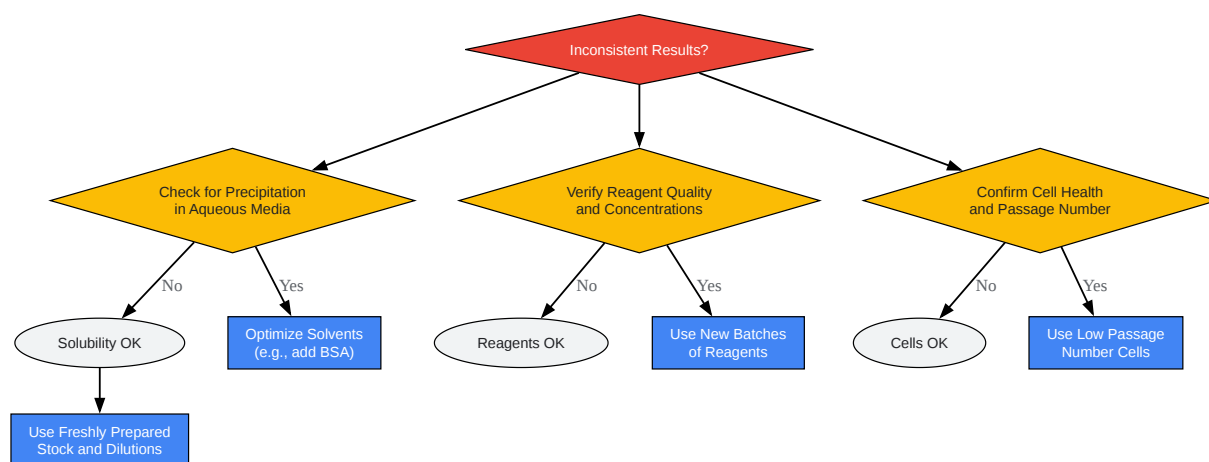 Inconsistent Results?
Check for Precipitation
in Aqueous Media
Verify Reagent Quality
and Concentrations
Confirm Cell Health
and Passage Number
No
Yes
No
Yes
No
Yes
Solubility OK
Optimize Solvents
(e.g., add BSA)
Reagents OK
Use New Batches
of Reagents
Cells OK
Use Low Passage
Number Cells
Use Freshly Prepared
Stock and Dilutions